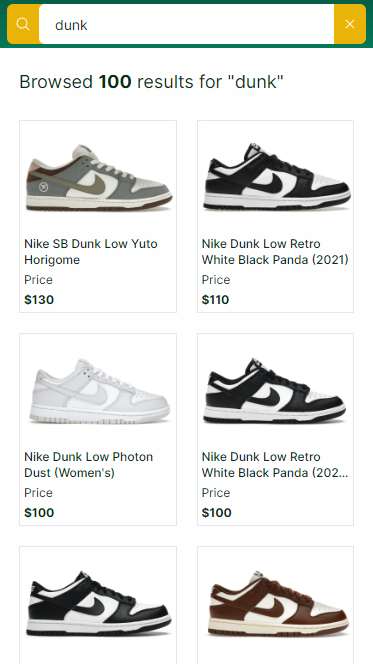 dunk
Browsed 100 results for "dunk"
Nike SB Dunk Low Yuto
Horigome
Price
$130
Nike Dunk Low Retro
White Black Panda (2021)
Price
$110
Nike Dunk Low Photon
Dust (Women's)
Price
$100
Nike Dunk Low Retro
White Black Panda (202...
Price
$100